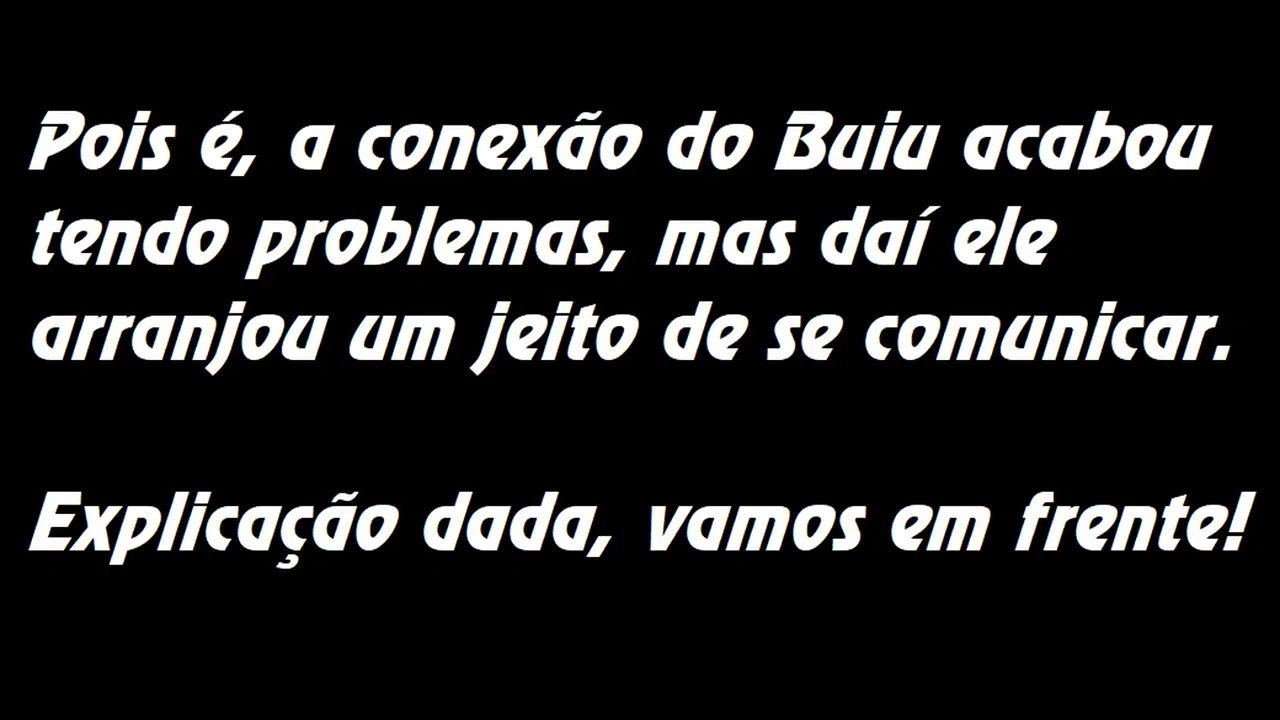 Pois é, a conexão do Buiu acabou
tendo problemas, mas daí ele
arranjou um jeito de se comunicar.
Explicação dada, vamos em frente!